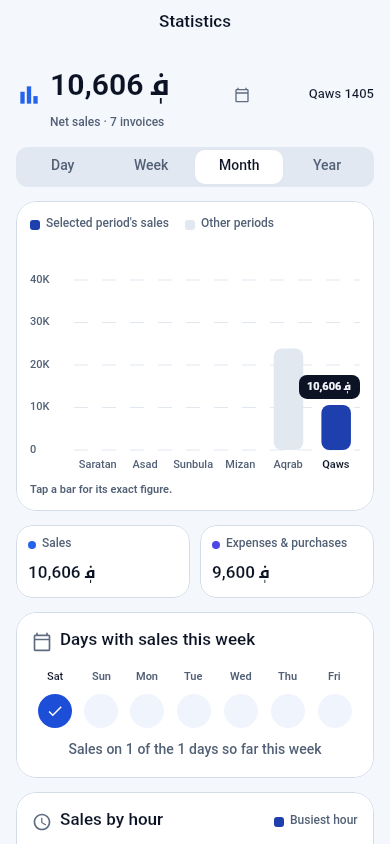 Statistics
10,606 ؋
Qaws 1405
Net sales · 7 invoices
Day Week Month Year
Selected period's sales Other periods
40K
30K
20K
10,606 ؋
10K
0
Saratan Asad Sunbula Mizan Aqrab Qaws
Tap a bar for its exact figure.
Sales Expenses & purchases
10,606 ؋ 9,600 ؋
Days with sales this week
Sat Sun Mon Tue Wed Thu Fri
Sales on 1 of the 1 days so far this week
Sales by hour Busiest hour